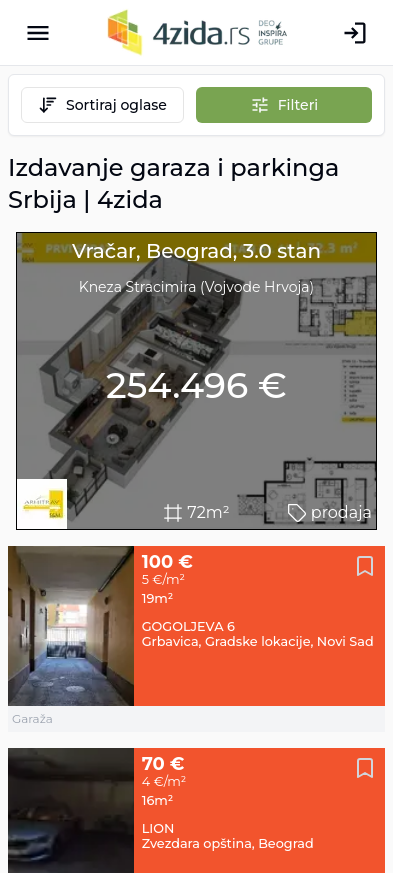 4zida.rs
DEO
INSPIRA
GRUPE
Sortiraj oglase
Filteri
Izdavanje garaza i parkinga
Srbija | 4zida
Vračar, Beograd, 3.0 stan
Kneza Stracimira (Vojvode Hrvoja)
254.496 €
72m²
prodaja
100 €
5 €/m²
19m²
GOGOLJEVA 6
Grbavica, Gradske lokacije, Novi Sad
Garaža
70 €
4 €/m²
16m²
LION
Zvezdara opština, Beograd